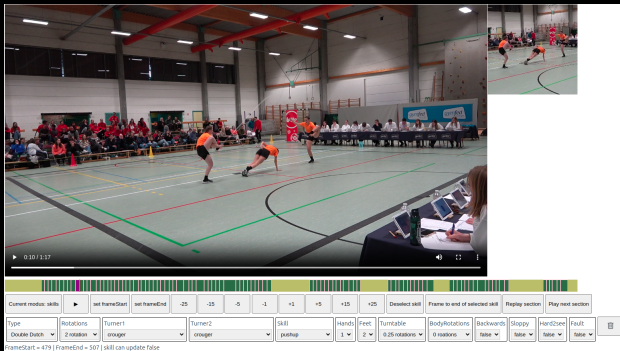 0:10 / 1:17
Current modus: skills
▶
set frameStart
set frameEnd
-25
-15
-5
-1
+1
+5
+15
+25
Deselect skill
Frame to end of selected skill
Replay section
Play next section
Type
Rotations
Turner1
Turner2
Skill
Hands
Feet
Turntable
BodyRotations
Backwards
Sloppy
Hard2see
Fault
Double Dutch
2 rotation
crouger
crouger
pushup
1
2
0.25 rotations
0 roations
false
false
false
false
FrameStart = 479 | FrameEnd = 507 | skill can update false